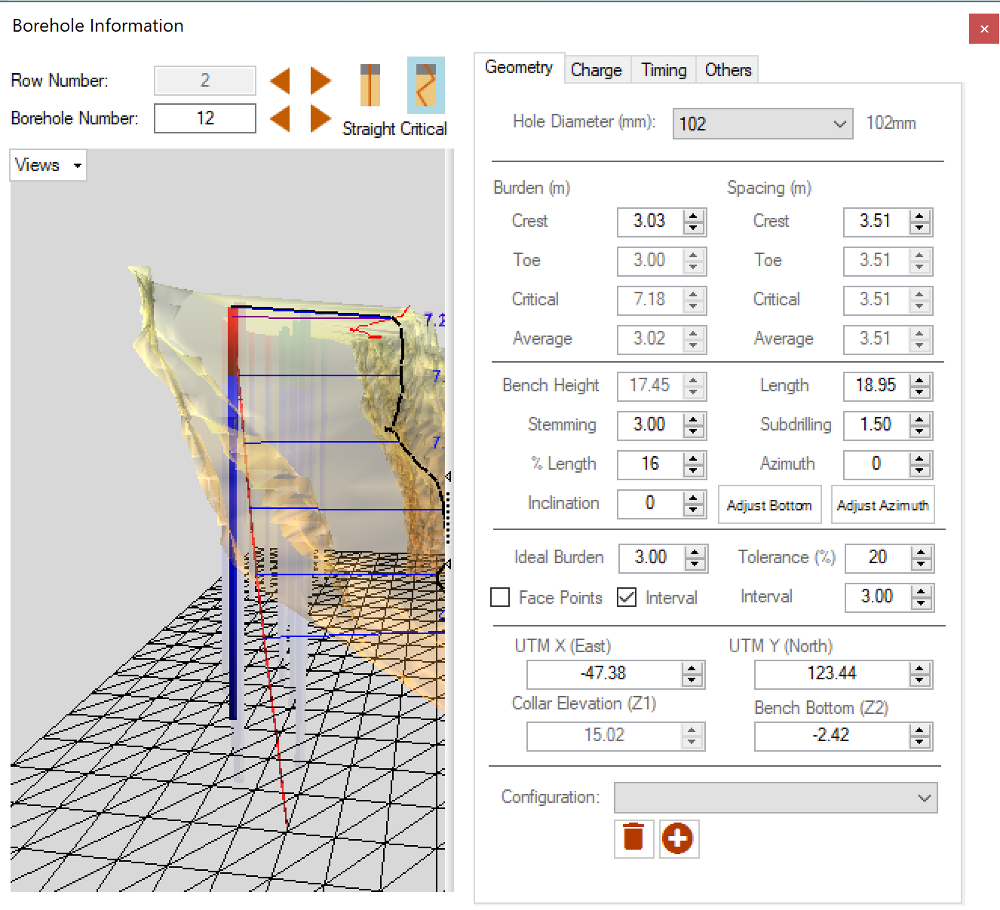 Borehole Information
×
Row Number: 2
Borehole Number: 12
Straight Critical
Views
7.
7.
Geometry Charge Timing Others
Hole Diameter (mm): 102 102mm
Burden (m) Spacing (m)
Crest 3.03 Crest 3.51
Toe 3.00 Toe 3.51
Critical 7.18 Critical 3.51
Average 3.02 Average 3.51
Bench Height 17.45 Length 18.95
Stemming 3.00 Subdrilling 1.50
% Length 16 Azimuth 0
Inclination 0 Adjust Bottom Adjust Azimuth
Ideal Burden 3.00 Tolerance (%) 20
Face Points Interval Interval 3.00
UTM X (East) UTM Y (North)
-47.38 123.44
Collar Elevation (Z1) Bench Bottom (Z2)
15.02 -2.42
Configuration: